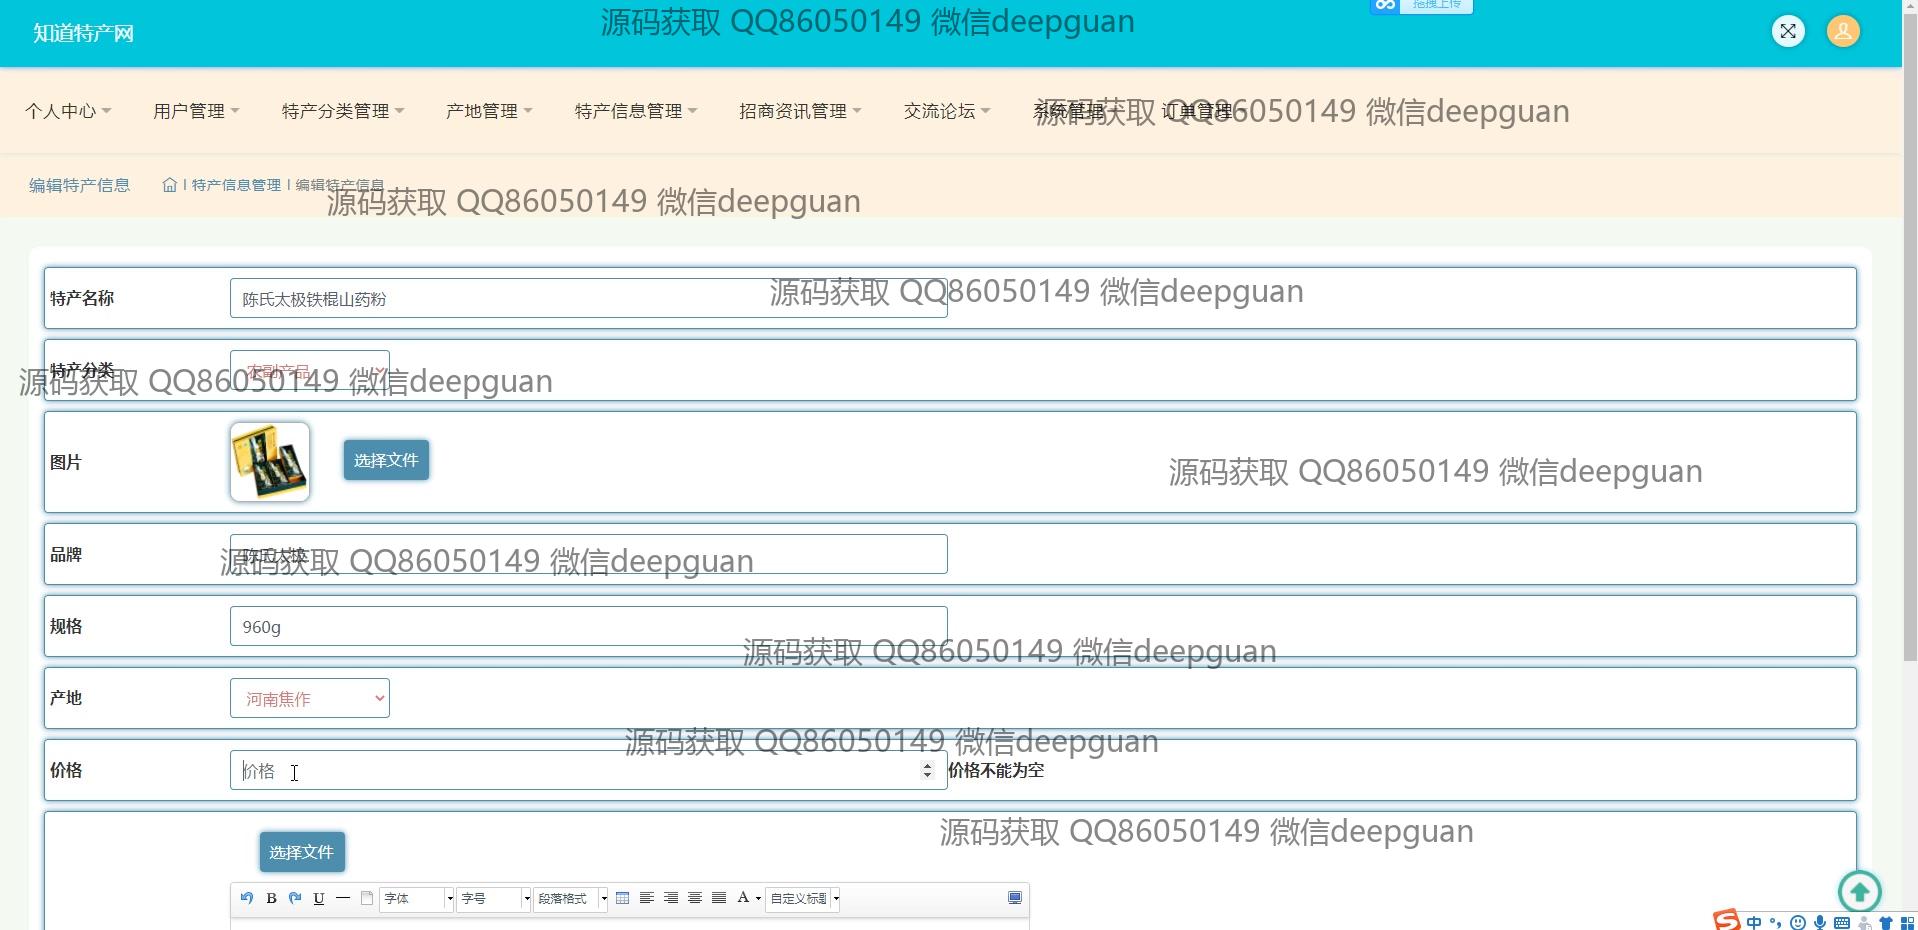 知道特产网
源码获取 QQ86050149 微信deepguan
拖拽上传
个人中心 用户管理 特产分类管理 产地管理 特产信息管理 招商资讯管理 交流论坛 系统管理 订单管理
源码获取 QQ86050149 微信deepguan
编辑特产信息 | 特产信息管理 | 编辑特产信息
源码获取 QQ86050149 微信deepguan
特产名称 陈氏太极铁棍山药粉
源码获取 QQ86050149 微信deepguan
特产分类 农副产品
源码获取 QQ86050149 微信deepguan
图片 选择文件
源码获取 QQ86050149 微信deepguan
品牌 陈氏太极
源码获取 QQ86050149 微信deepguan
规格 960g
源码获取 QQ86050149 微信deepguan
产地 河南焦作
源码获取 QQ86050149 微信deepguan
价格 价格 价格不能为空
源码获取 QQ86050149 微信deepguan
选择文件
B U 字体 字号 段落格式 A 自定义标题
中